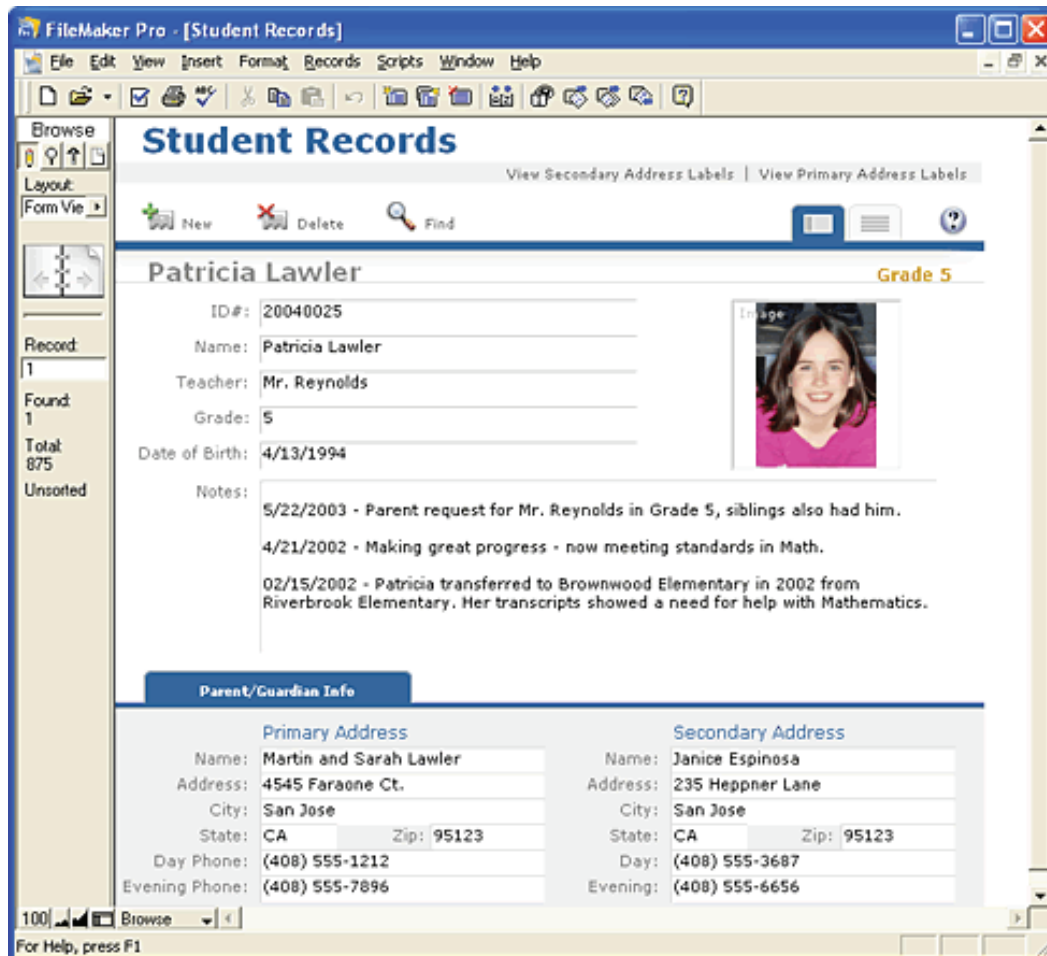 FileMaker Pro - [Student Records]
File Edit View Insert Format Records Scripts Window Help
Browse
Layout:
Form Vie
Record:
1
Found:
1
Total:
875
Unsorted
Student Records
View Secondary Address Labels | View Primary Address Labels
New Delete Find
Patricia Lawler Grade 5
ID#: 20040025
Image
Name: Patricia Lawler
Teacher: Mr. Reynolds
Grade: 5
Date of Birth: 4/13/1994
Notes:
5/22/2003 - Parent request for Mr. Reynolds in Grade 5, siblings also had him.
4/21/2002 - Making great progress - now meeting standards in Math.
02/15/2002 - Patricia transferred to Brownwood Elementary in 2002 from
Riverbrook Elementary. Her transcripts showed a need for help with Mathematics.
Parent/Guardian Info
Primary Address Secondary Address
Name: Martin and Sarah Lawler Name: Janice Espinosa
Address: 4545 Faraone Ct. Address: 235 Heppner Lane
City: San Jose City: San Jose
State: CA Zip: 95123 State: CA Zip: 95123
Day Phone: (408) 555-1212 Day: (408) 555-3687
Evening Phone: (408) 555-7896 Evening: (408) 555-6656
100 Browse
For Help, press F1